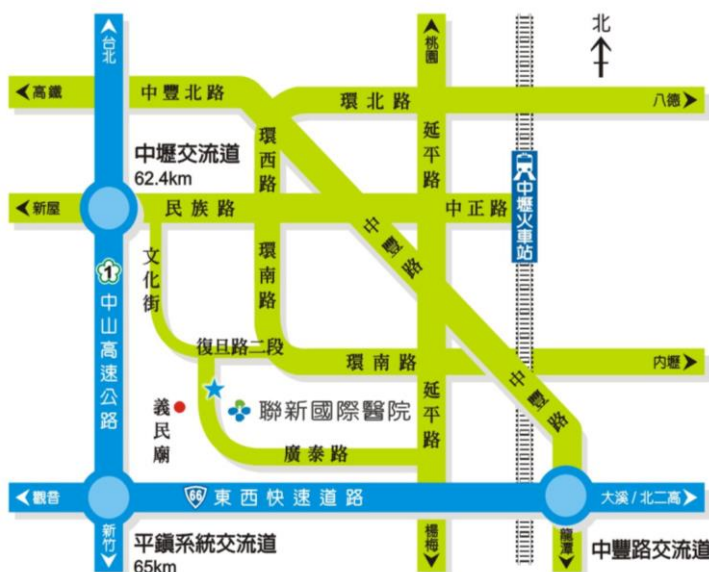 台北
桃園
北
高鐵
中豐北路
環北路
八德
環西路
延平路
中壢交流道
62.4km
中壢火車站
新屋
民族路
中正路
中豐路
文化街
環南路
1
中山高速公路
復旦路二段
環南路
內壢
中豐路
義民廟
聯新國際醫院
延平路
廣泰路
觀音
66 東西快速道路
大溪/北二高
新竹
楊梅
龍潭
平鎮系統交流道
65km
中豐路交流道